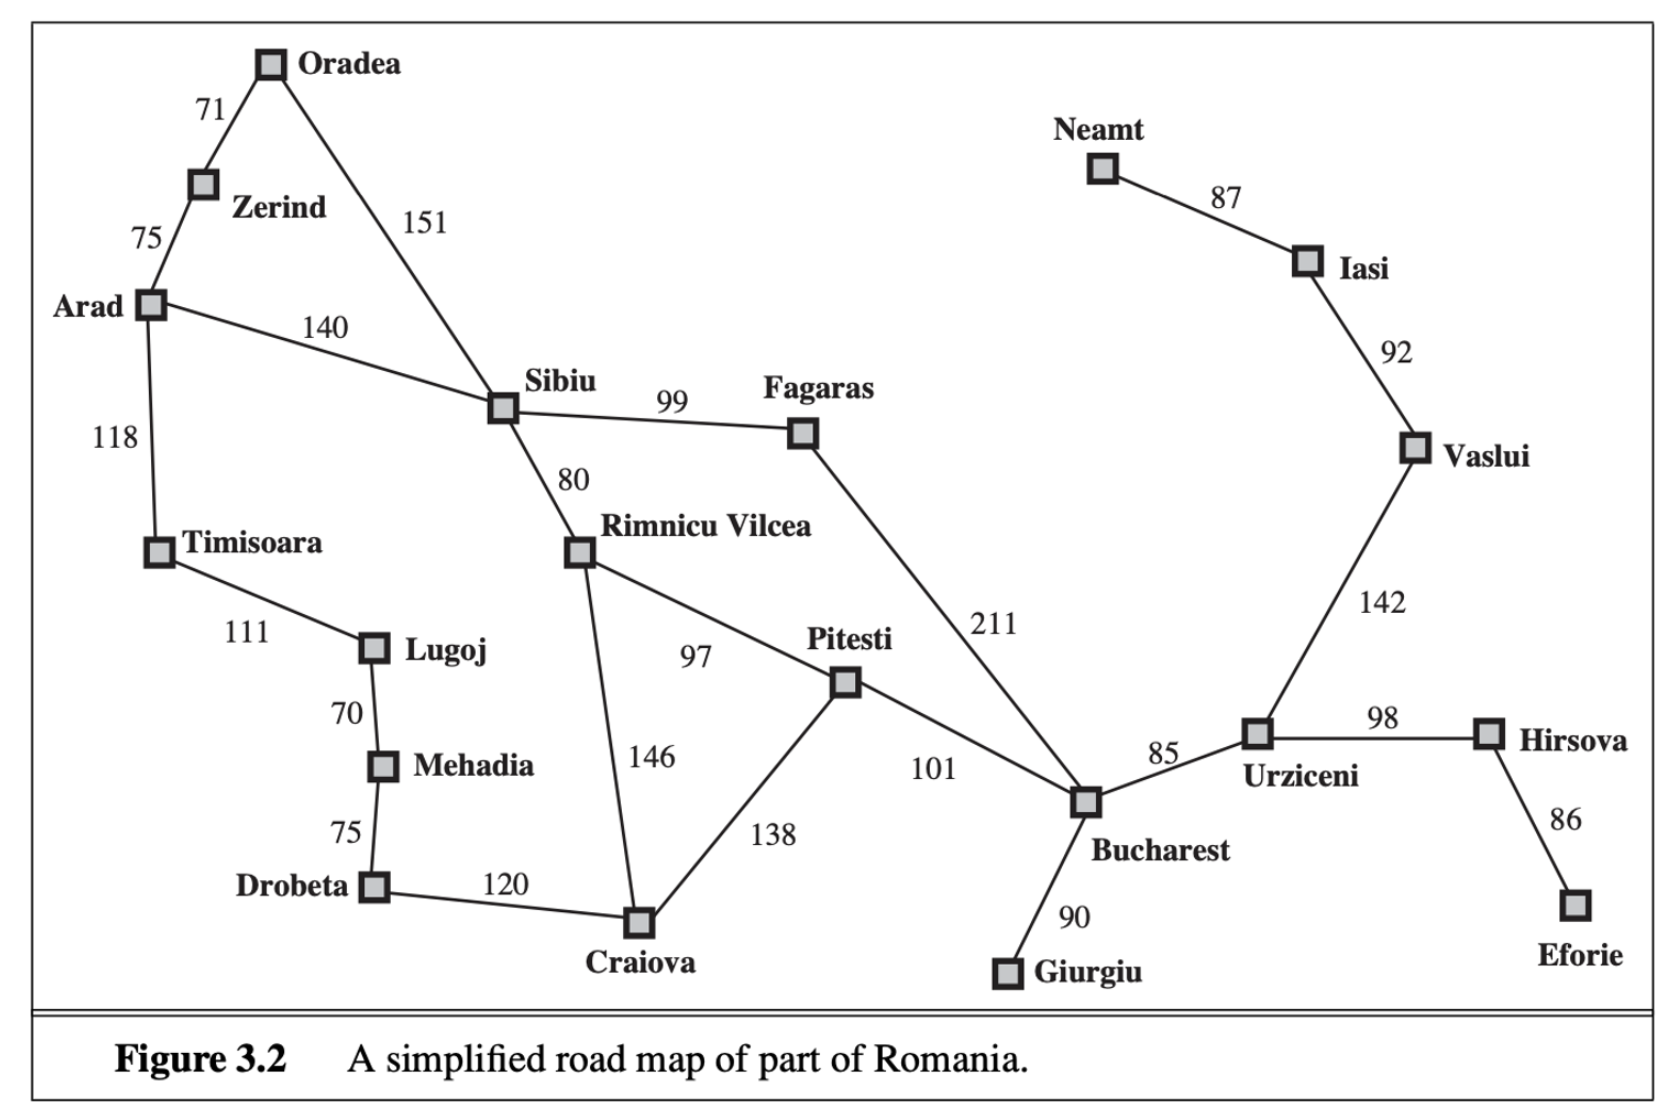 Oradea
71
Neamt
87
Zerind
151
75
Iasi
Arad
140
92
Sibiu
Fagaras
99
118
Vaslui
80
Rimnicu Vilcea
Timisoara
142
211
111
Pitesti
Lugoj
97
70
98
Hirsova
85
146
Mehadia
101
Urziceni
86
75
138
Bucharest
Drobeta
120
90
Eforie
Craiova
Giurgiu
Figure 3.2 A simplified road map of part of Romania.